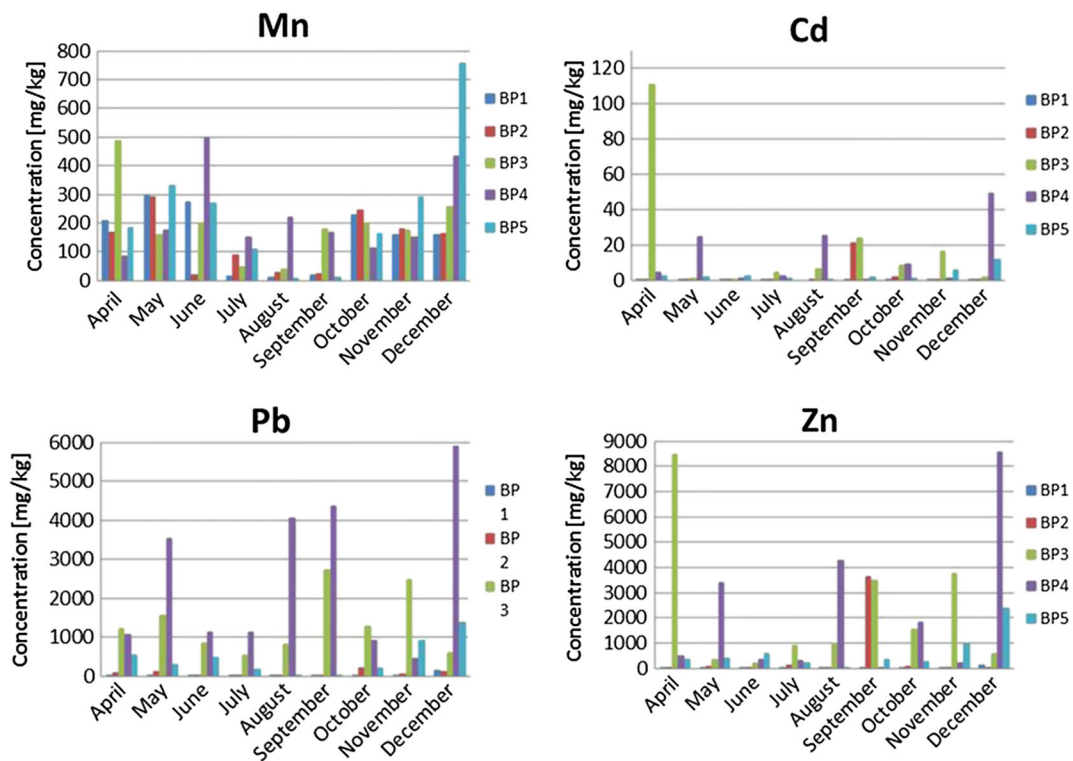 Mn
Concentration [mg/kg]
800
700
600
500
400
300
200
100
0
April
May
June
July
August
September
October
November
December
BP1
BP2
BP3
BP4
BP5
Cd
Concentration [mg/kg]
120
100
80
60
40
20
0
April
May
June
July
August
September
October
November
December
BP1
BP2
BP3
BP4
BP5
Pb
Concentration [mg/kg]
6000
5000
4000
3000
2000
1000
0
April
May
June
July
August
September
October
November
December
BP
1
BP
2
BP
3
Zn
Concentration [mg/kg]
9000
8000
7000
6000
5000
4000
3000
2000
1000
0
April
May
June
July
August
September
October
November
December
BP1
BP2
BP3
BP4
BP5